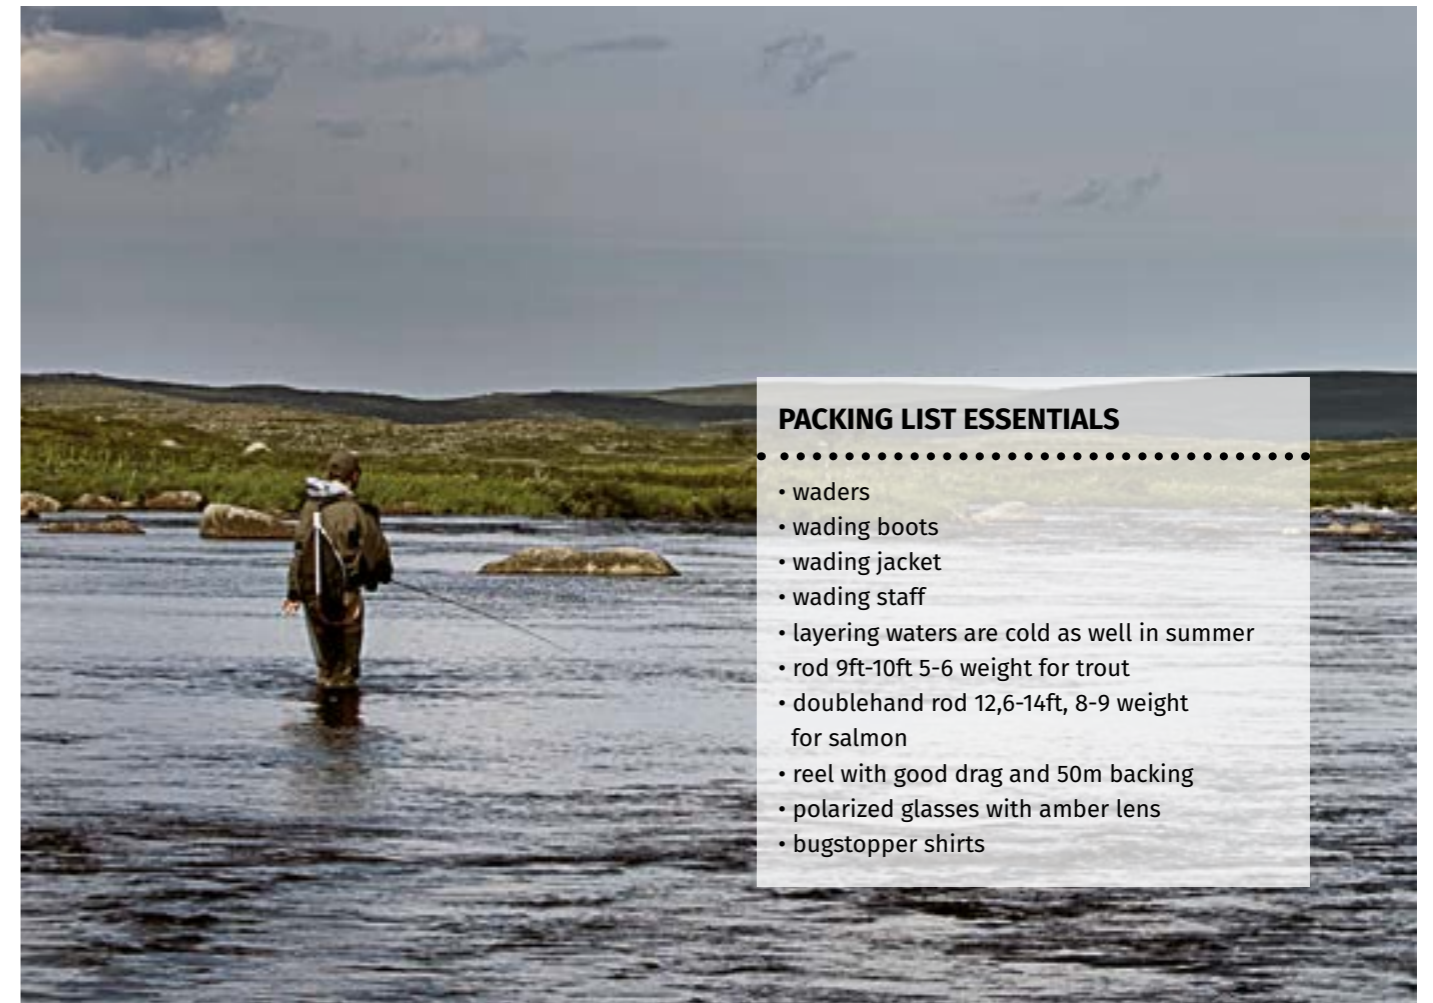 PACKING LIST ESSENTIALS
• waders
• wading boots
• wading jacket
• wading staff
• layering waters are cold as well in summer
• rod 9ft-10ft 5-6 weight for trout
• doublehand rod 12,6-14ft, 8-9 weight
for salmon
• reel with good drag and 50m backing
• polarized glasses with amber lens
• bugstopper shirts